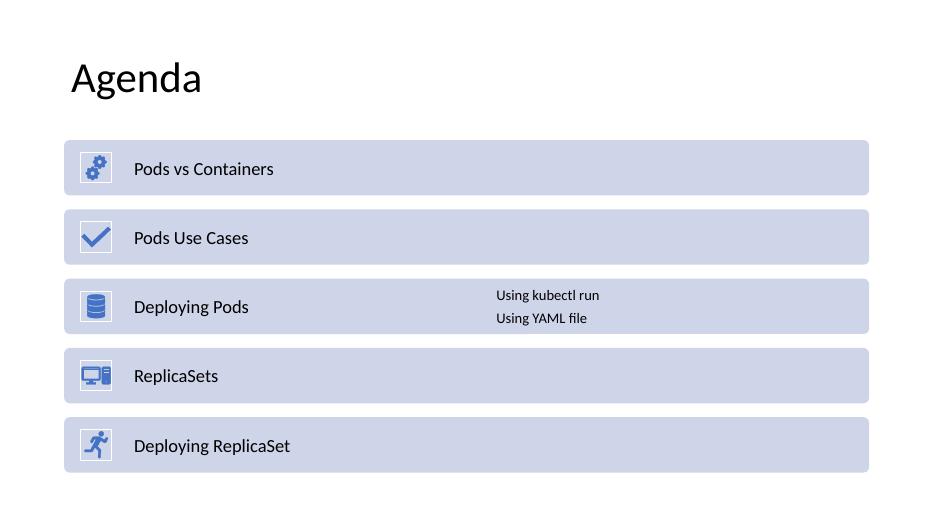 Agenda
Pods vs Containers
Pods Use Cases
Deploying Pods
Using kubectl run
Using YAML file
ReplicaSets
Deploying ReplicaSet